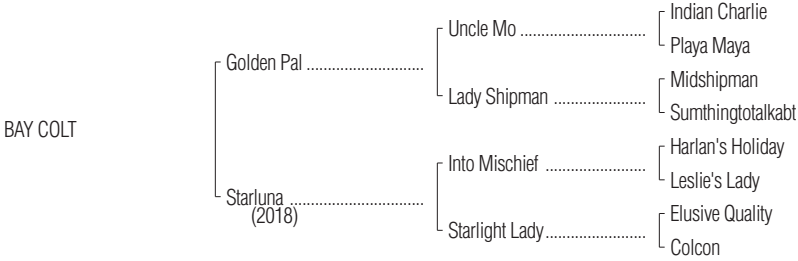 Indian Charlie
Uncle Mo ..............................
Playa Maya
Golden Pal ............................
Midshipman
Lady Shipman ......................
Sumthingtotalkabt
BAY COLT
Harlan's Holiday
Into Mischief ........................
Leslie's Lady
Starluna ................................
(2018)
Elusive Quality
Starlight Lady........................
Colcon